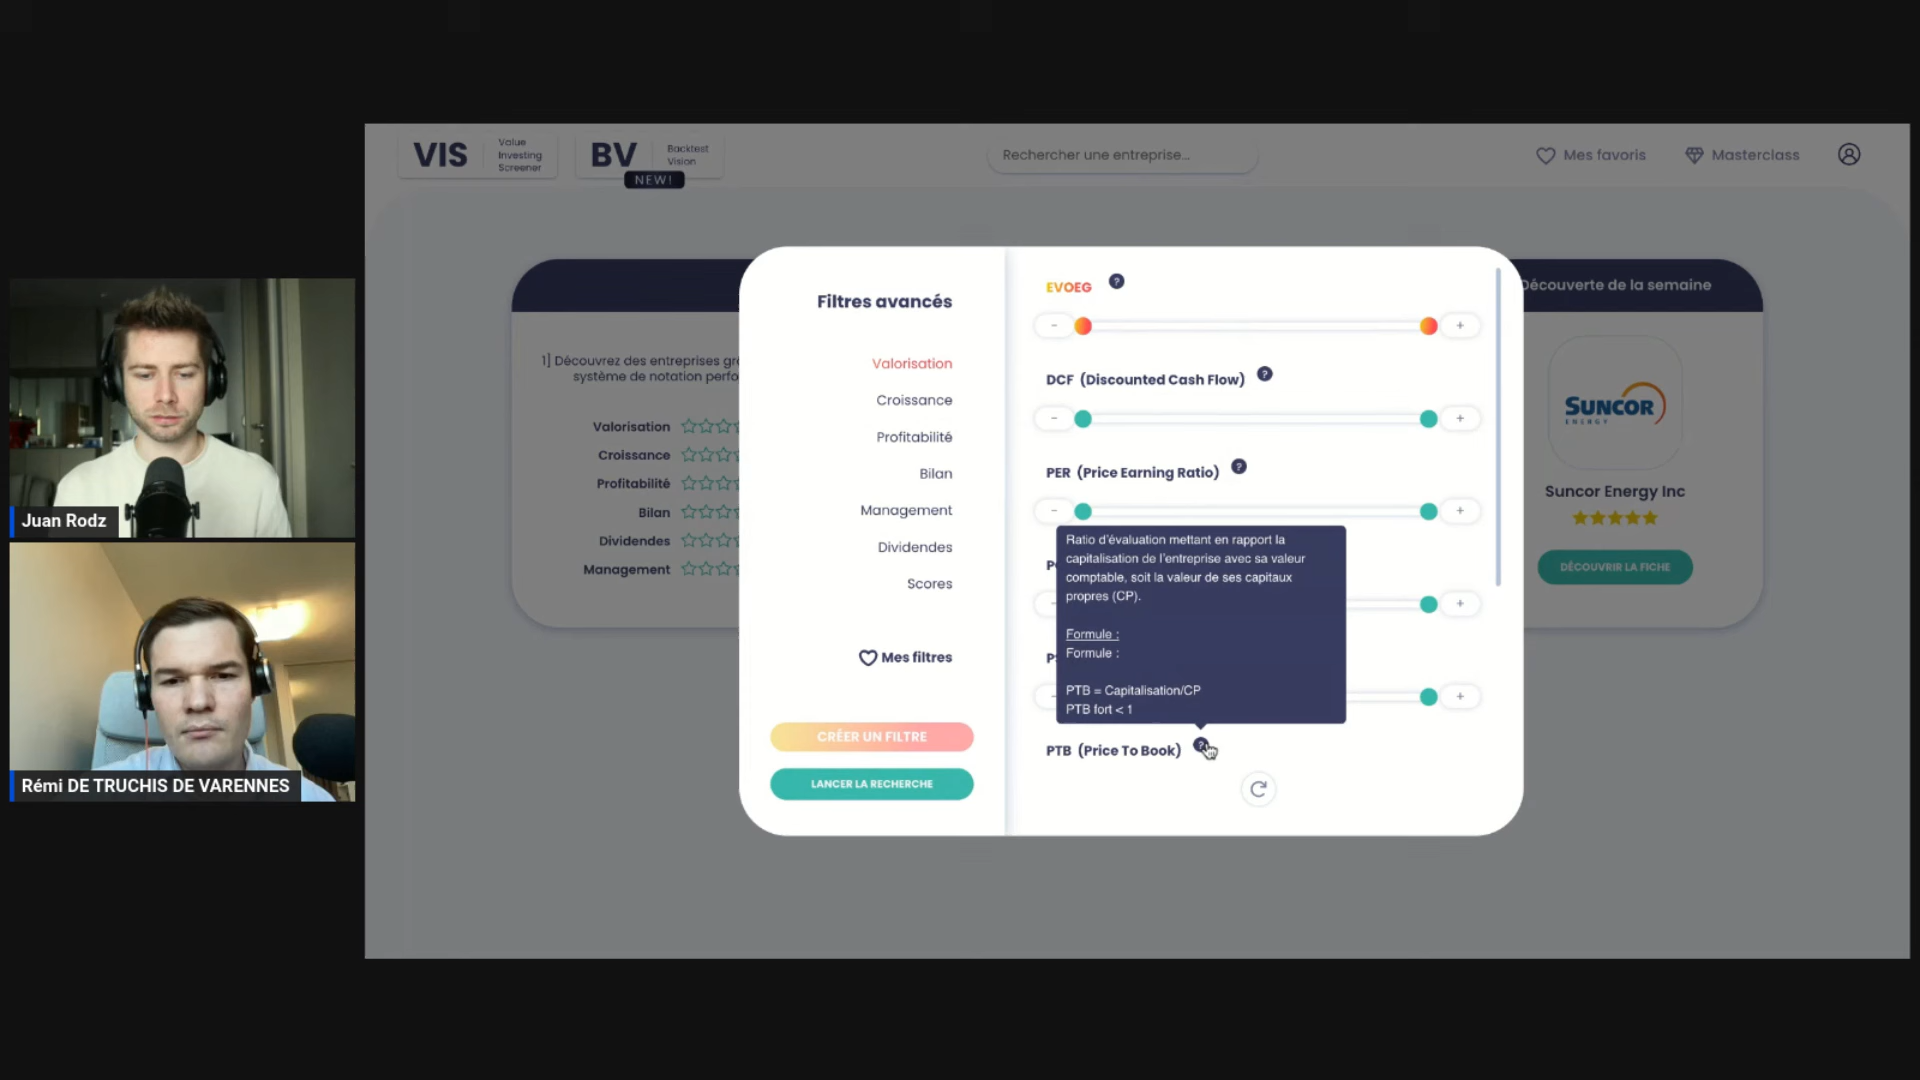 VIS
Value
Investing
Screener
BV
Backtest
Vision
NEW!
Rechercher une entreprise...
Mes favoris
Masterclass
1] Découvrez des entreprises gr
système de notation perfo
Valorisation
Croissance
Profitabilité
Bilan
Dividendes
Management
Filtres avancés
Valorisation
Croissance
Profitabilité
Bilan
Management
Dividendes
Scores
Mes filtres
CRÉER UN FILTRE
LANCER LA RECHERCHE
EVOEG ?
- +
DCF (Discounted Cash Flow) ?
- +
PER (Price Earning Ratio) ?
- +
Ratio d'évaluation mettant en rapport la
capitalisation de l'entreprise avec sa valeur
comptable, soit la valeur de ses capitaux
propres (CP).
Formule :
Formule :
PTB = Capitalisation/CP
PTB fort < 1
+
+
PTB (Price To Book) ?
Découverte de la semaine
SUNCOR
ENERGY
Suncor Energy Inc
DÉCOUVRIR LA FICHE
Juan Rodz
Rémi DE TRUCHIS DE VARENNES